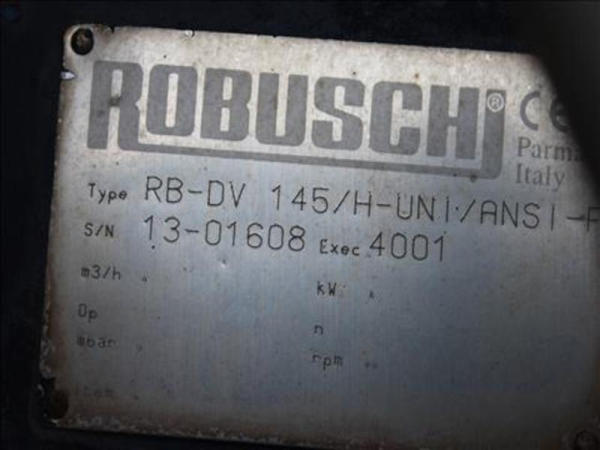 ROBUSCHI® CE
Parma
Italy
Type RB-DV 145/H-UNI/ANSI-
S/N 13-01608 Exec 4001
m3/h kW
Dp n
mbar rpm
item